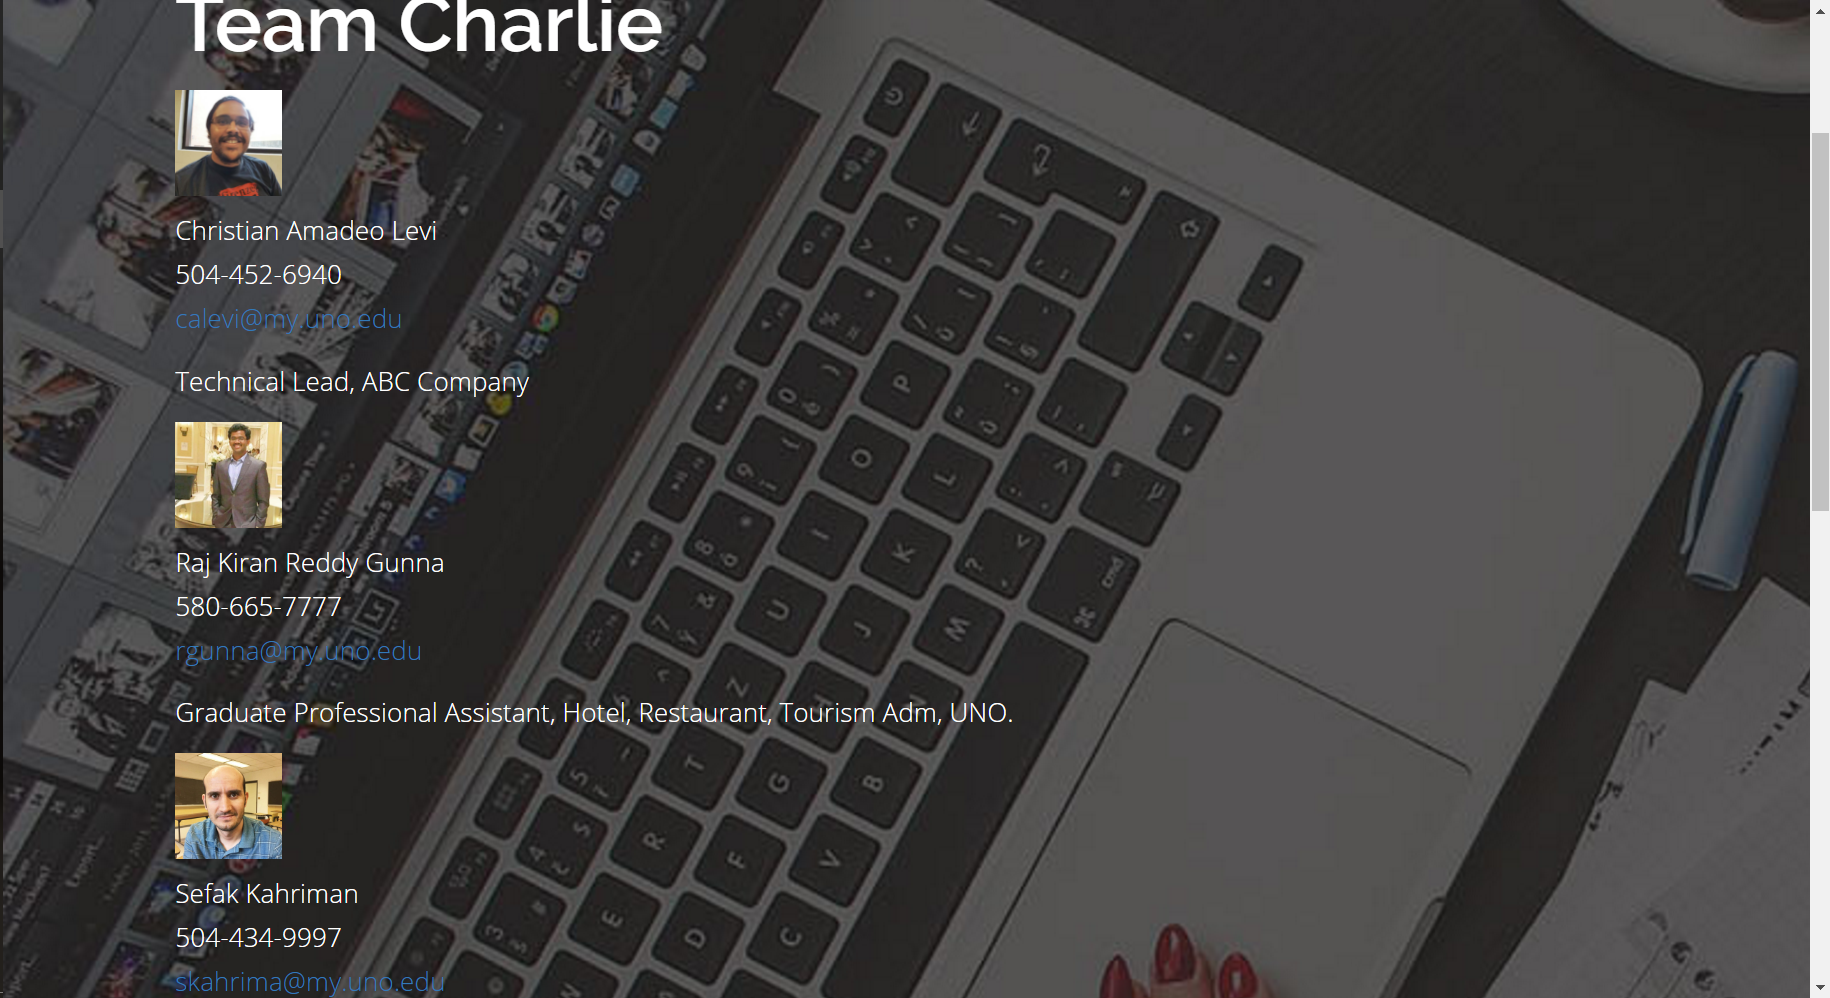 Team Charlie
Christian Amadeo Levi
504-452-6940
calevi@my.uno.edu
Technical Lead, ABC Company
Raj Kiran Reddy Gunna
580-665-7777
rgunna@my.uno.edu
Graduate Professional Assistant, Hotel, Restaurant, Tourism Adm, UNO.
Sefak Kahriman
504-434-9997
skahrima@my.uno.edu